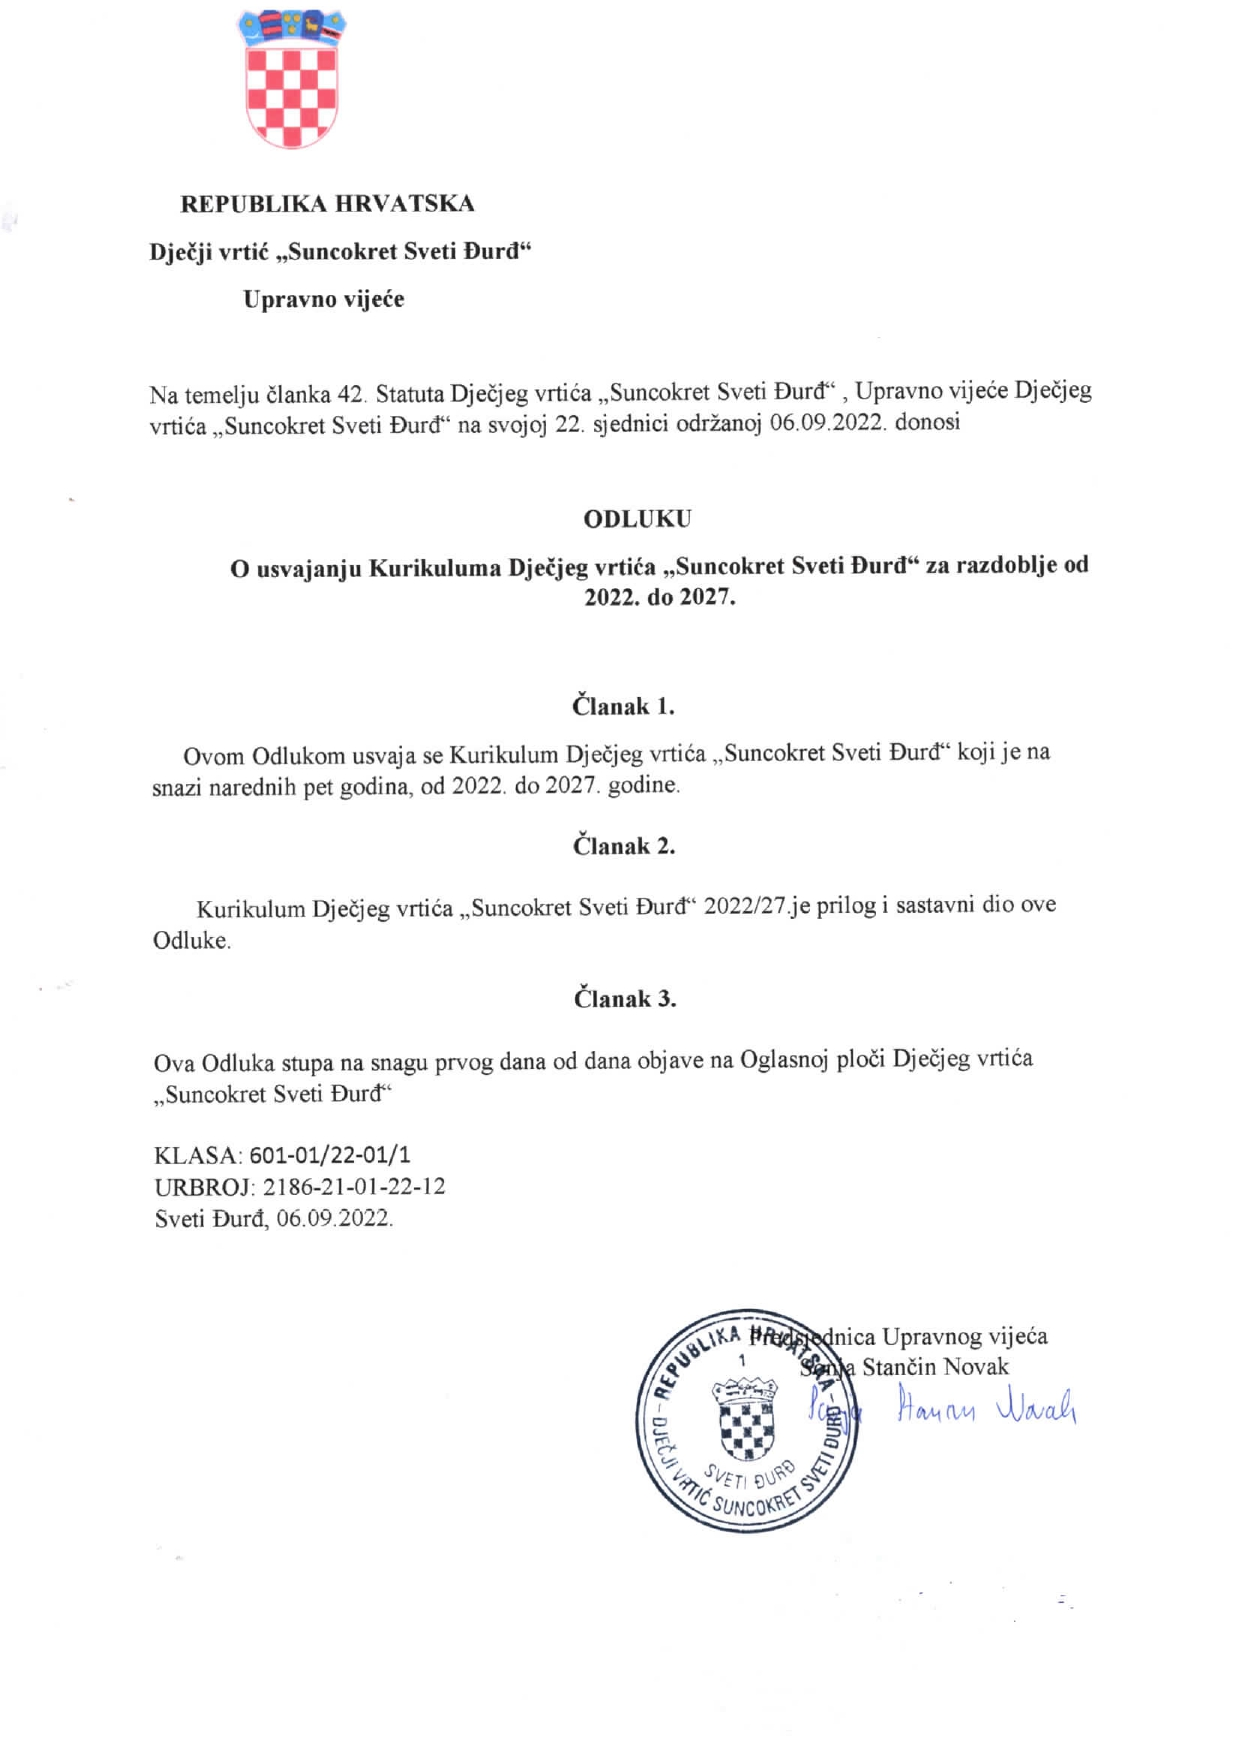 REPUBLIKA HRVATSKA
Dječji vrtić „Suncokret Sveti Đurđ“
Upravno vijeće
Na temelju članka 42. Statuta Dječjeg vrtića „Suncokret Sveti Đurđ“ , Upravno vijeće Dječjeg
vrtića „Suncokret Sveti Đurđ“ na svojoj 22. sjednici održanoj 06.09.2022. donosi
ODLUKU
O usvajanju Kurikuluma Dječjeg vrtića „Suncokret Sveti Đurđ“ za razdoblje od
2022. do 2027.
Članak 1.
Ovom Odlukom usvaja se Kurikulum Dječjeg vrtića „Suncokret Sveti Đurđ“ koji je na
snazi narednih pet godina, od 2022. do 2027. godine.
Članak 2.
Kurikulum Dječjeg vrtića „Suncokret Sveti Đurđ“ 2022/27.je prilog i sastavni dio ove
Odluke.
Članak 3.
Ova Odluka stupa na snagu prvog dana od dana objave na Oglasnoj ploči Dječjeg vrtića
„Suncokret Sveti Đurđ“
KLASA: 601-01/22-01/1
URBROJ: 2186-21-01-22-12
Sveti Đurđ, 06.09.2022.
Predsjednica Upravnog vijeća
Sanja Stančin Novak
Sanja Stančin Novak
REPUBLIKA HRVATSKA
1
SVETI ĐURĐ
DJEČJI VRTIĆ SUNCOKRET SVETI ĐURĐ